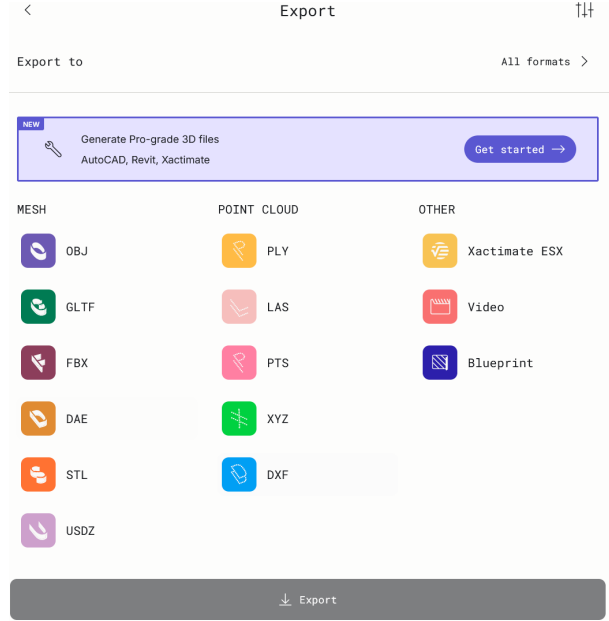 Export
Export to
All formats
NEW
Generate Pro-grade 3D files
AutoCAD, Revit, Xactimate
Get started
MESH
OBJ
GLTF
FBX
DAE
STL
USDZ
POINT CLOUD
PLY
LAS
PTS
XYZ
DXF
OTHER
Xactimate ESX
Video
Blueprint
Export